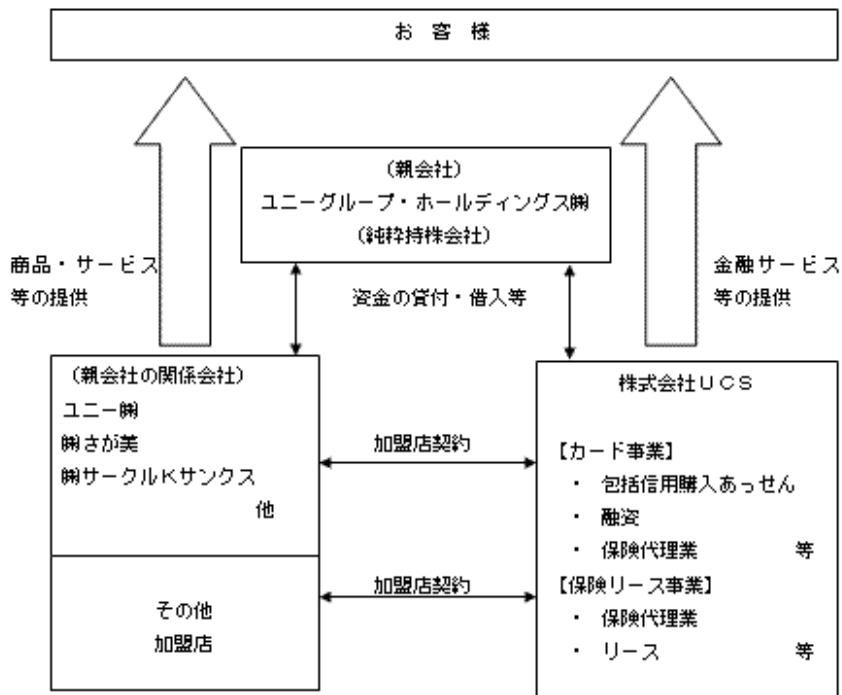 お 客 様
（親会社）
ユニーグループ・ホールディングス㈱
（純粋持株会社）
商品・サービス
等の提供
資金の貸付・借入等
金融サービス
等の提供
（親会社の関係会社）
ユニー㈱
㈱さが美
㈱サークルＫサンクス
他
加盟店契約
株式会社ＵＣＳ
【カード事業】
・ 包括信用購入あっせん
・ 融資
・ 保険代理業 等
【保険リース事業】
・ 保険代理業
・ リース 等
その他
加盟店
加盟店契約